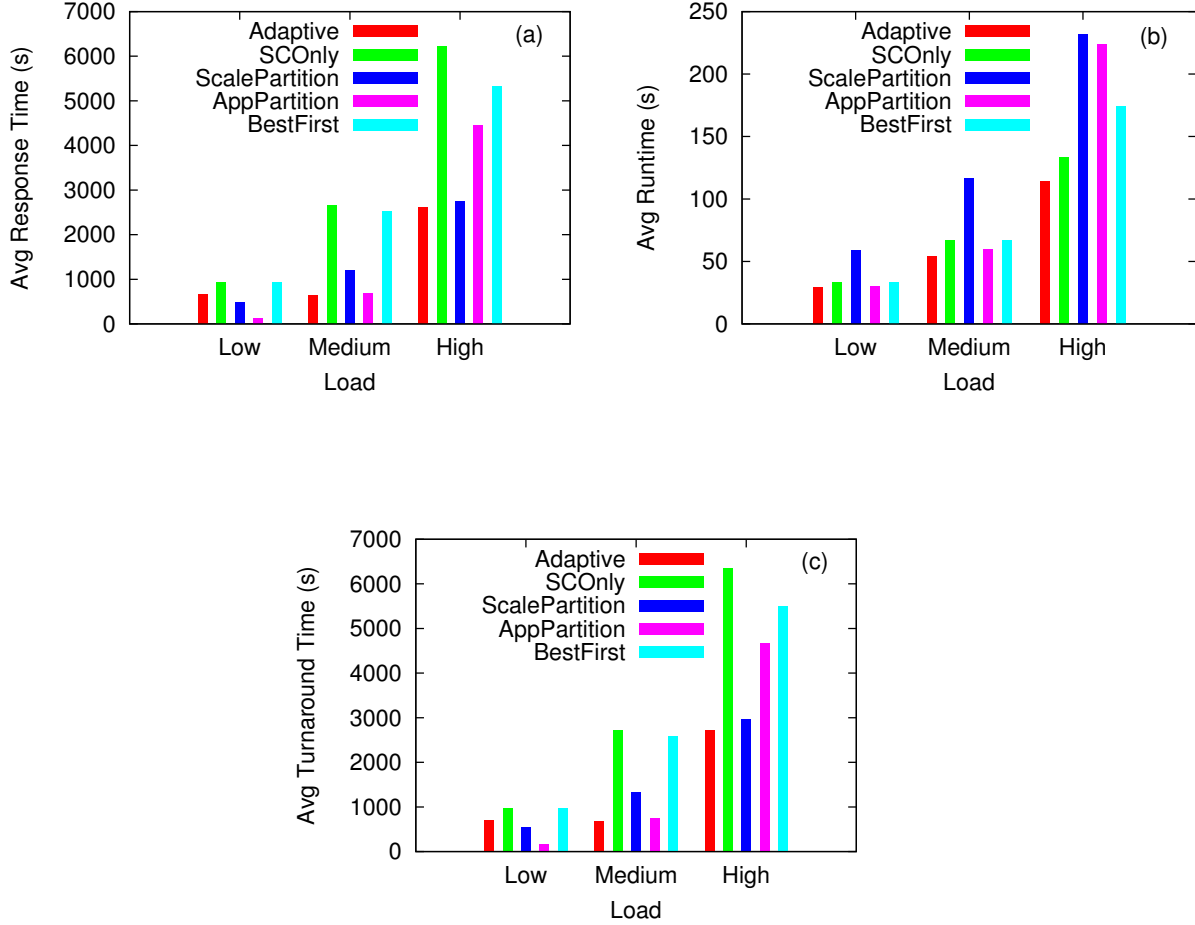 (a)
Avg Response Time (s)
7000
6000
5000
4000
3000
2000
1000
0
Adaptive
SCOnly
ScalePartition
AppPartition
BestFirst
Low Medium High
Load
(b)
Avg Runtime (s)
250
200
150
100
50
0
Adaptive
SCOnly
ScalePartition
AppPartition
BestFirst
Low Medium High
Load
(c)
Avg Turnaround Time (s)
7000
6000
5000
4000
3000
2000
1000
0
Adaptive
SCOnly
ScalePartition
AppPartition
BestFirst
Low Medium High
Load